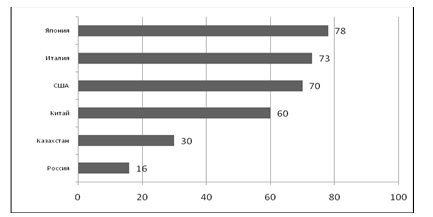 Япония 78
Италия 73
США 70
Китай 60
Казахстан 30
Россия 16
0 20 40 60 80 100